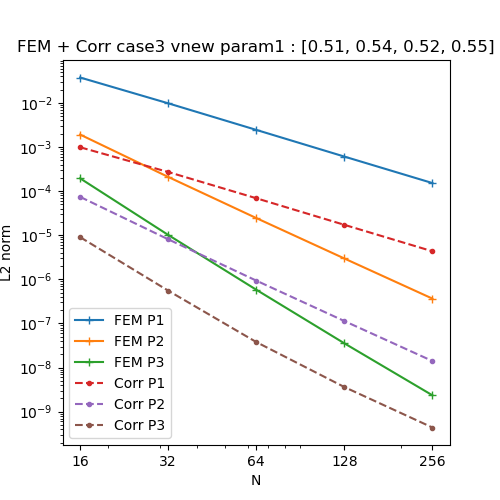 FEM + Corr case3 vnew param1 : [0.51, 0.54, 0.52, 0.55]
L2 norm
10⁻²
10⁻³
10⁻⁴
10⁻⁵
10⁻⁶
10⁻⁷
10⁻⁸
10⁻⁹
FEM P1
FEM P2
FEM P3
Corr P1
Corr P2
Corr P3
16 32 64 128 256
N